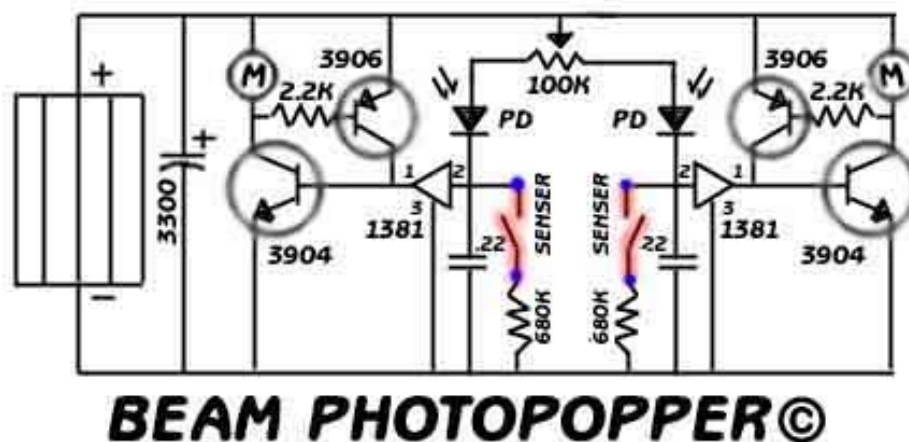 +
M
3906
2.2K
100K
PD
PD
3906
2.2K
M
+
3300
1
2
3
1381
3904
.22
SENSER
680K
SENSER
22
680K
2
1
3
1381
3904
−
BEAM PHOTOPOPPER©